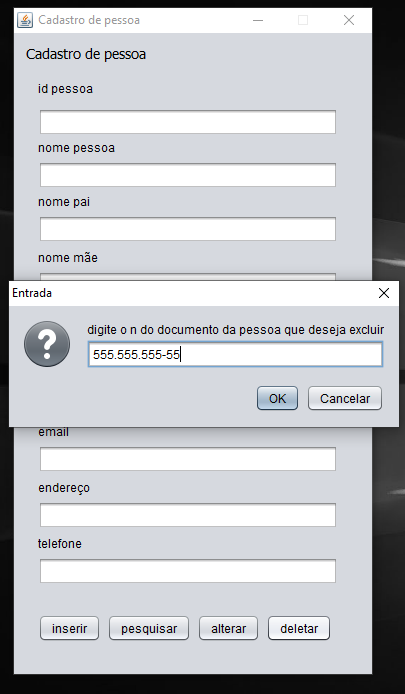 Cadastro de pessoa
Cadastro de pessoa
id pessoa
nome pessoa
nome pai
nome mãe
Entrada
digite o n do documento da pessoa que deseja excluir
555.555.555-55
OK Cancelar
email
endereço
telefone
inserir pesquisar alterar deletar